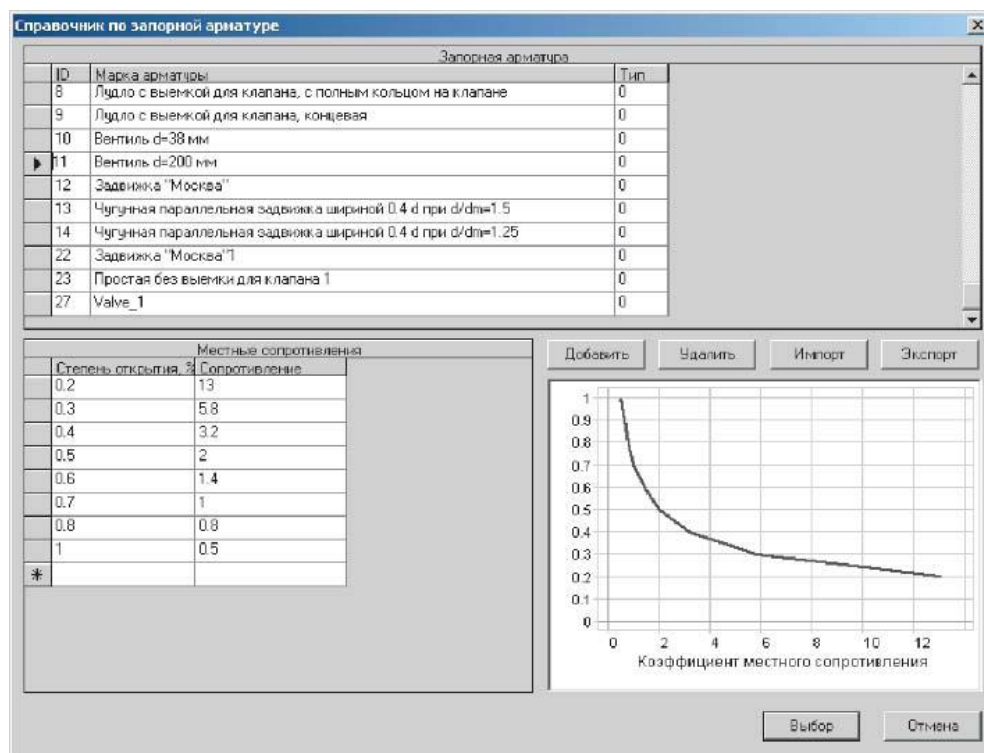 Справочник по запорной арматуре
Запорная арматура
ID Марка арматуры Тип
8 Лудло с выемкой для клапана, с полным кольцом на клапане 0
9 Лудло с выемкой для клапана, концевая 0
10 Вентиль d=38 мм 0
11 Вентиль d=200 мм 0
12 Задвижка "Москва" 0
13 Чугунная параллельная задвижка шириной 0.4 d при d/dm=1.5 0
14 Чугунная параллельная задвижка шириной 0.4 d при d/dm=1.25 0
22 Задвижка "Москва"1 0
23 Простая без выемки для клапана 1 0
27 Valve_1 0
Местные сопротивления
Степень открытия, % Сопротивление
0.2 13
0.3 5.8
0.4 3.2
0.5 2
0.6 1.4
0.7 1
0.8 0.8
1 0.5
Добавить Удалить Импорт Экспорт
1
0.9
0.8
0.7
0.6
0.5
0.4
0.3
0.2
0.1
0
0 2 4 6 8 10 12
Коэффициент местного сопротивления
Выбор Отмена